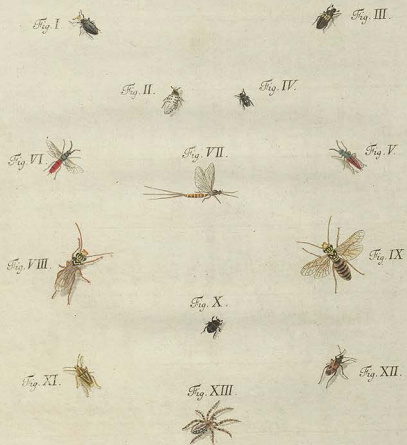 Fig. I
Fig. III.
Fig. II.
Fig. IV.
Fig. VI.
Fig. VII.
Fig. V.
Fig. VIII.
Fig. IX
Fig. X.
Fig. XI.
Fig. XII.
Fig. XIII